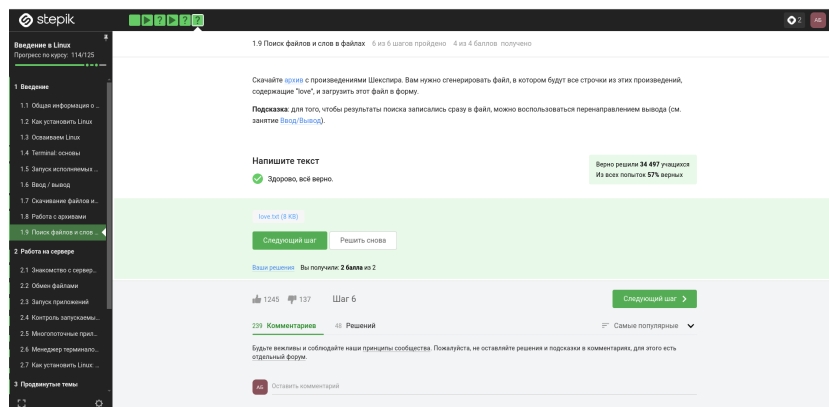 stepik
2
АБ
Введение в Linux
Прогресс по курсу: 114/125
1 Введение
1.1 Общая информация о ...
1.2 Как установить Linux
1.3 Осваиваем Linux
1.4 Terminal: основы
1.5 Запуск исполняемых ...
1.6 Ввод / вывод
1.7 Скачивание файлов и...
1.8 Работа с архивами
1.9 Поиск файлов и слов ...
2 Работа на сервере
2.1 Знакомство с сервер...
2.2 Обмен файлами
2.3 Запуск приложений
2.4 Контроль запускаемы...
2.5 Многопоточные прил...
2.6 Менеджер терминало...
2.7 Как установить Linux: ...
3 Продвинутые темы
1.9 Поиск файлов и слов в файлах 6 из 6 шагов пройдено 4 из 4 баллов получено
Скачайте архив с произведениями Шекспира. Вам нужно сгенерировать файл, в котором будут все строчки из этих произведений,
содержащие "love", и загрузить этот файл в форму.
Подсказка: для того, чтобы результаты поиска записались сразу в файл, можно воспользоваться перенаправлением вывода (см.
занятие Ввод/Вывод).
Напишите текст
Здорово, всё верно.
Верно решили 34 497 учащихся
Из всех попыток 57% верных
love.txt (8 KB)
Следующий шаг
Решить снова
Ваши решения Вы получили: 2 балла из 2
1245 137 Шаг 6
Следующий шаг
239 Комментариев 48 Решений
Самые популярные
Будьте вежливы и соблюдайте наши принципы сообщества. Пожалуйста, не оставляйте решения и подсказки в комментариях, для этого есть
отдельный форум.
АБ
Оставить комментарий